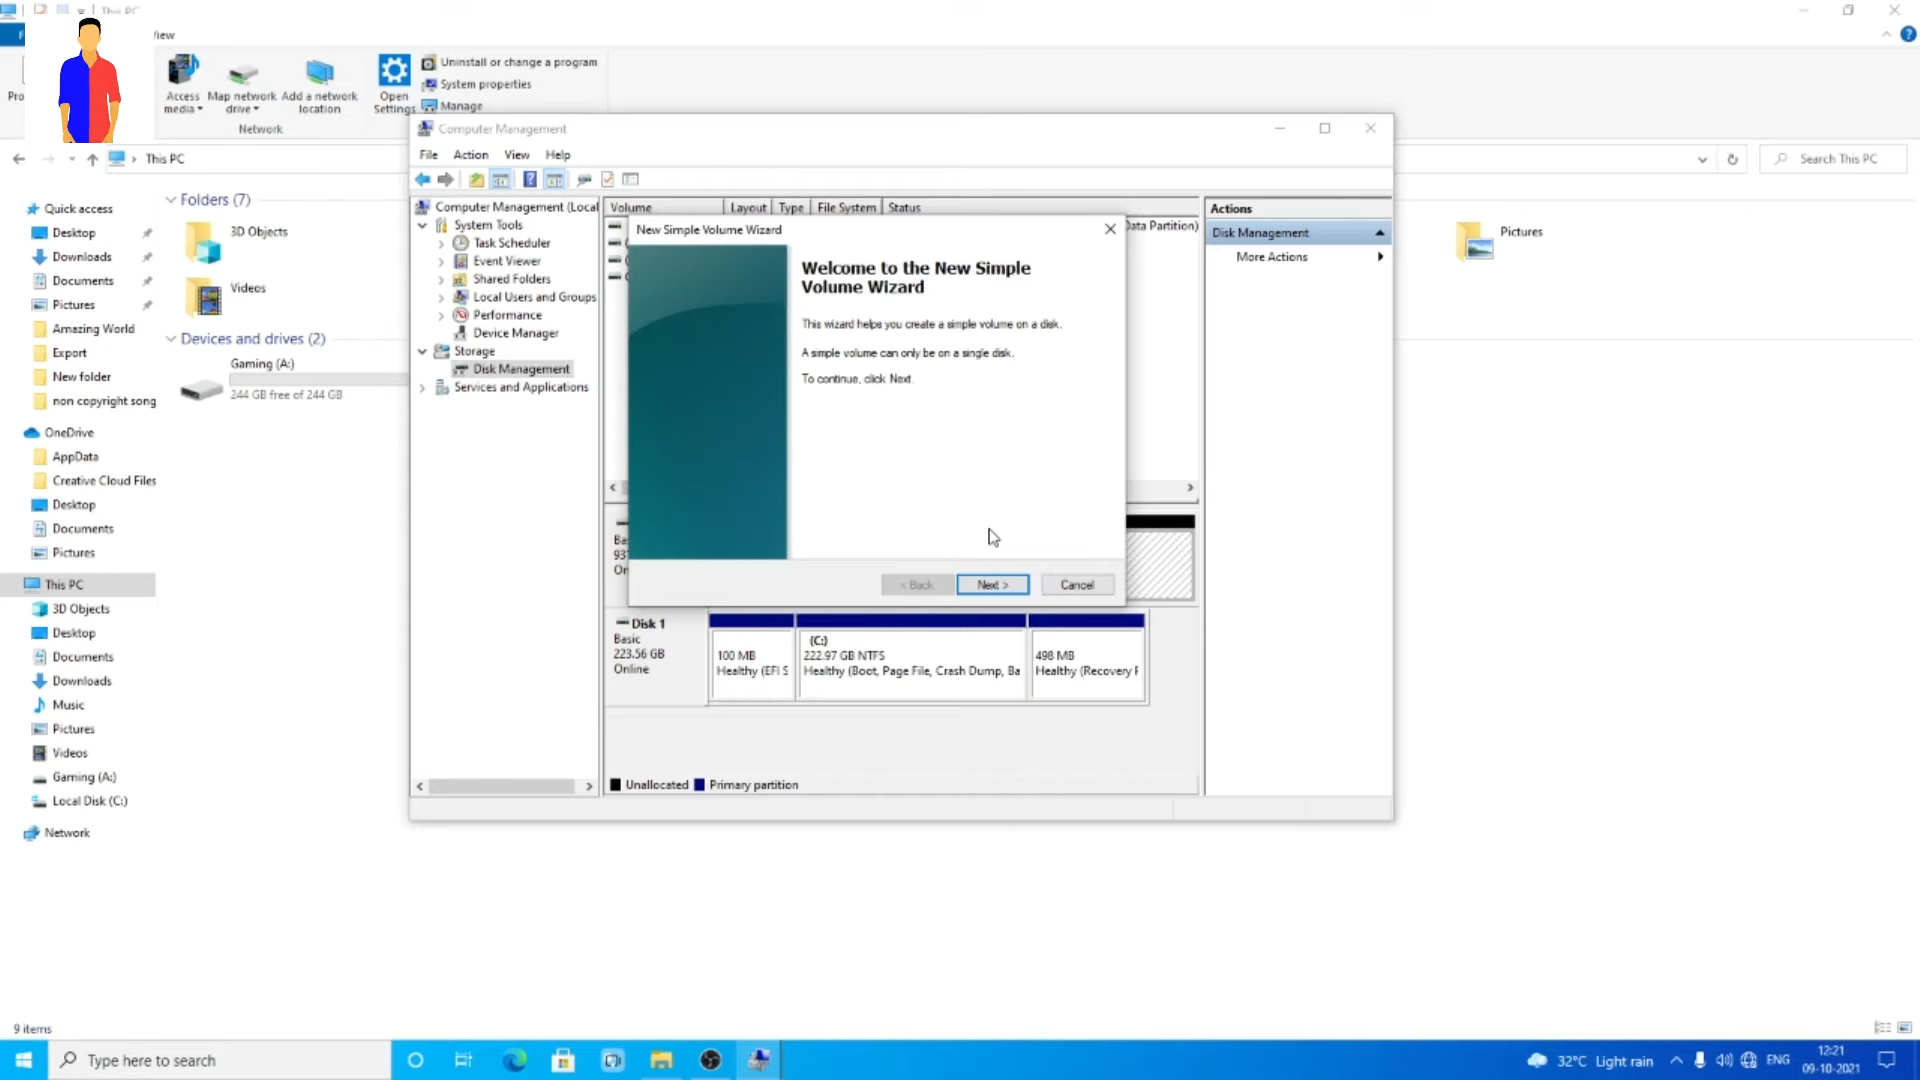 This PC
View
Access media
Map network drive
Add a network location
Open Settings
Uninstall or change a program
System properties
Manage
Network
This PC
Search This PC
Quick access
Desktop
Downloads
Documents
Pictures
Amazing World
Export
New folder
non copyright song
OneDrive
AppData
Creative Cloud Files
Desktop
Documents
Pictures
This PC
3D Objects
Desktop
Documents
Downloads
Music
Pictures
Videos
Gaming (A:)
Local Disk (C:)
Network
Folders (7)
3D Objects
Videos
Pictures
Devices and drives (2)
Gaming (A:)
244 GB free of 244 GB
Computer Management
File Action View Help
Computer Management (Local
System Tools
Task Scheduler
Event Viewer
Shared Folders
Local Users and Groups
Performance
Device Manager
Storage
Disk Management
Services and Applications
Volume Layout Type File System Status
Data Partition)
New Simple Volume Wizard
Welcome to the New Simple
Volume Wizard
This wizard helps you create a simple volume on a disk.
A simple volume can only be on a single disk.
To continue, click Next.
< Back Next > Cancel
Disk 1
Basic
223.56 GB
Online
100 MB
Healthy (EFI S
(C:)
222.97 GB NTFS
Healthy (Boot, Page File, Crash Dump, Ba
498 MB
Healthy (Recovery P
Unallocated Primary partition
Actions
Disk Management
More Actions
9 items
Type here to search
32°C Light rain
ENG
12:21
09-10-2021